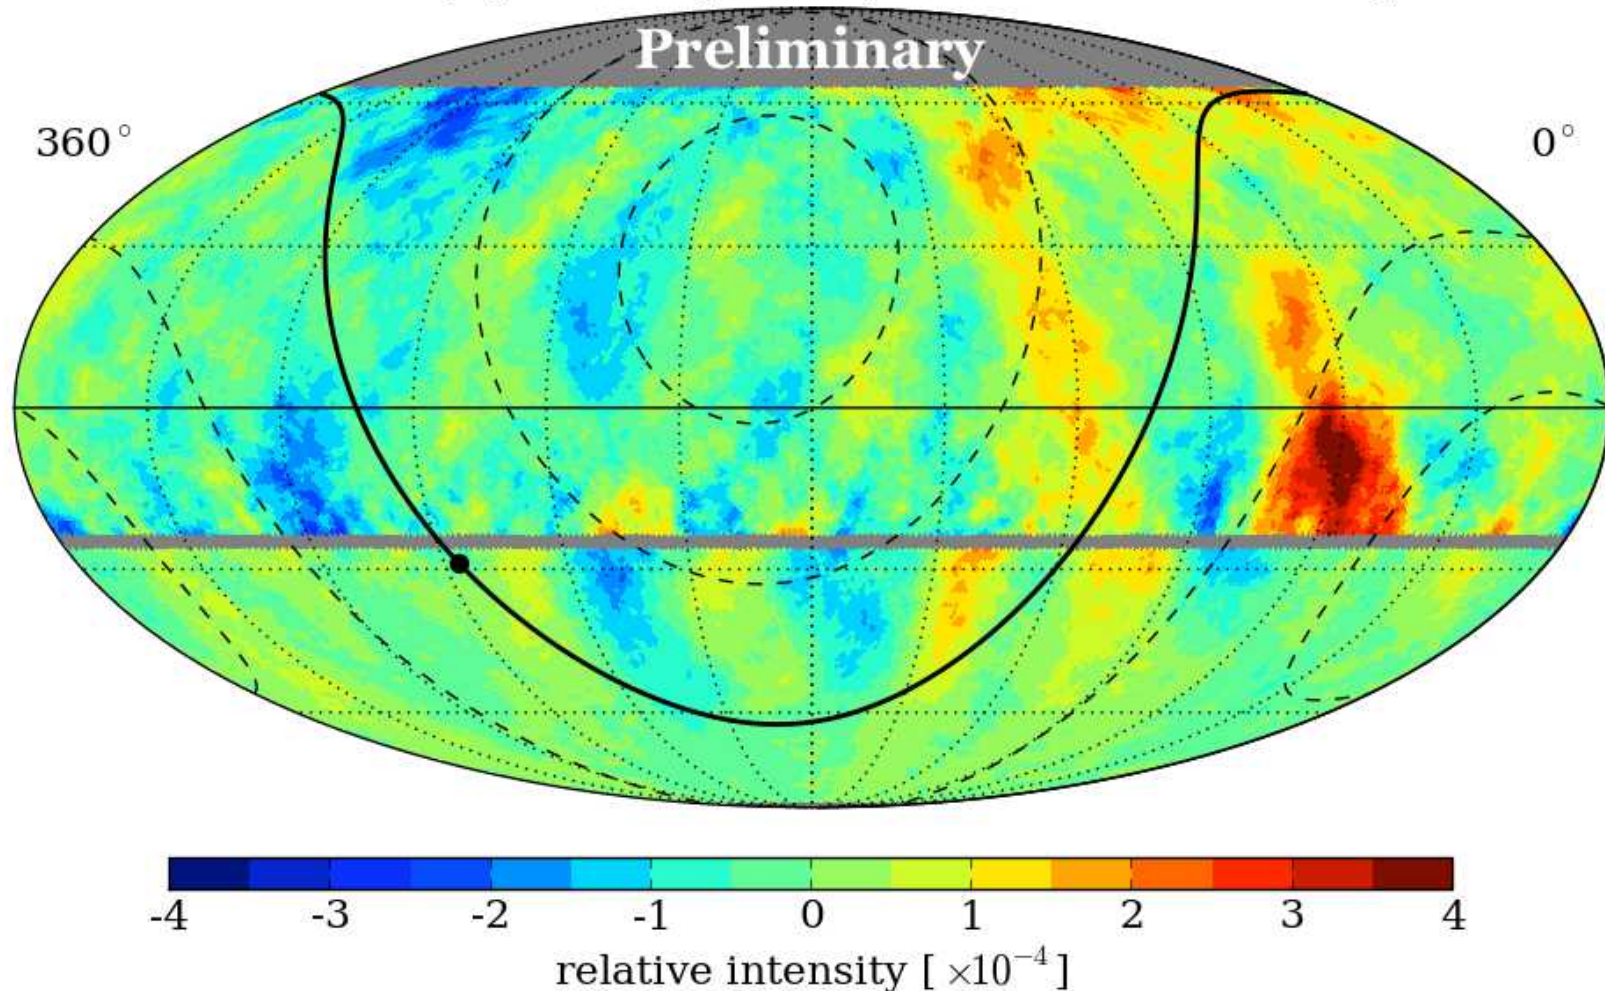 Preliminary
360° 0°
-4 -3 -2 -1 0 1 2 3 4
relative intensity [ ×10⁻⁴ ]